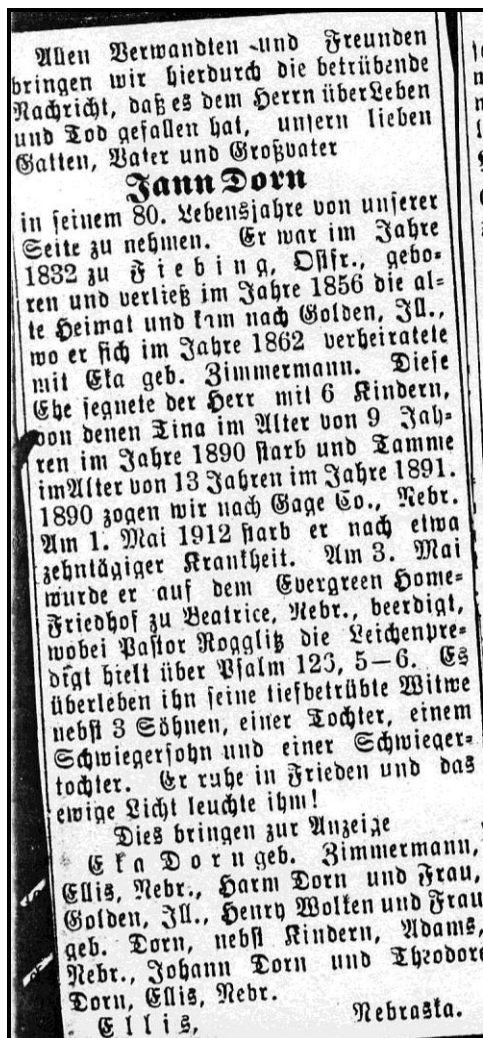 Allen Verwandten und Freunden
bringen wir hierdurch die betrübende
Nachricht, daß es dem Herrn über Leben
und Tod gefallen hat, unsern lieben
Gatten, Vater und Großvater
Jann Dorn
in seinem 80. Lebensjahre von unserer
Seite zu nehmen. Er war im Jahre
1832 zu Fiebing, Ostfr., gebo-
ren und verließ im Jahre 1856 die al-
te Heimat und kam nach Golden, Ill.,
wo er sich im Jahre 1862 verheiratete
mit Eka geb. Zimmermann. Diese
Ehe segnete der Herr mit 6 Kindern,
von denen Tina im Alter von 9 Jah-
ren im Jahre 1890 starb und Tamme
im Alter von 13 Jahren im Jahre 1891.
1890 zogen wir nach Gage Co., Nebr.
Am 1. Mai 1912 starb er nach etwa
zehntägiger Krankheit. Am 3. Mai
wurde er auf dem Evergreen Home-
Friedhof zu Beatrice, Nebr., beerdigt,
wobei Pastor Rogglitz die Leichenpre-
digt hielt über Psalm 126, 5–6. Es
überleben ihn seine tiefbetrübte Witwe
nebst 3 Söhnen, einer Tochter, einem
Schwiegersohn und einer Schwieger-
tochter. Er ruhe in Frieden und das
ewige Licht leuchte ihm!
Dies bringen zur Anzeige
Eka Dorn geb. Zimmermann,
Ellis, Nebr., Harm Dorn und Frau,
Golden, Ill., Henry Wolken und Frau
geb. Dorn, nebst Kindern, Adams,
Nebr., Johann Dorn und Theodore
Dorn, Ellis, Nebr.
Ellis, Nebraska.